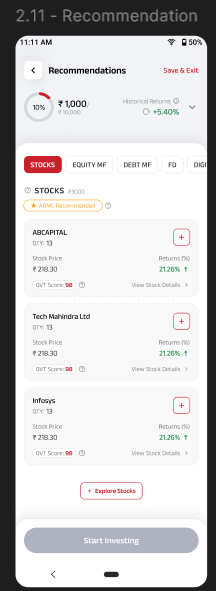 2.11 - Recommendation
11:11 AM 50%
Recommendations Save & Exit
10% ₹ 1,000/ ₹ 10,000 Historical Returns +5.40%
STOCKS EQUITY MF DEBT MF FD DIGI
STOCKS ₹3000
ABML Recommended
ABCAPITAL
QTY: 13
Stock Price Returns (%)
₹ 218.30 21.26%
QVT Score: 98 View Stock Details
Tech Mahindra Ltd
QTY: 13
Stock Price Returns (%)
₹ 218.30 21.26%
QVT Score: 98 View Stock Details
Infosys
QTY: 13
Stock Price Returns (%)
₹ 218.30 21.26%
QVT Score: 98 View Stock Details
+ Explore Stocks
Start Investing